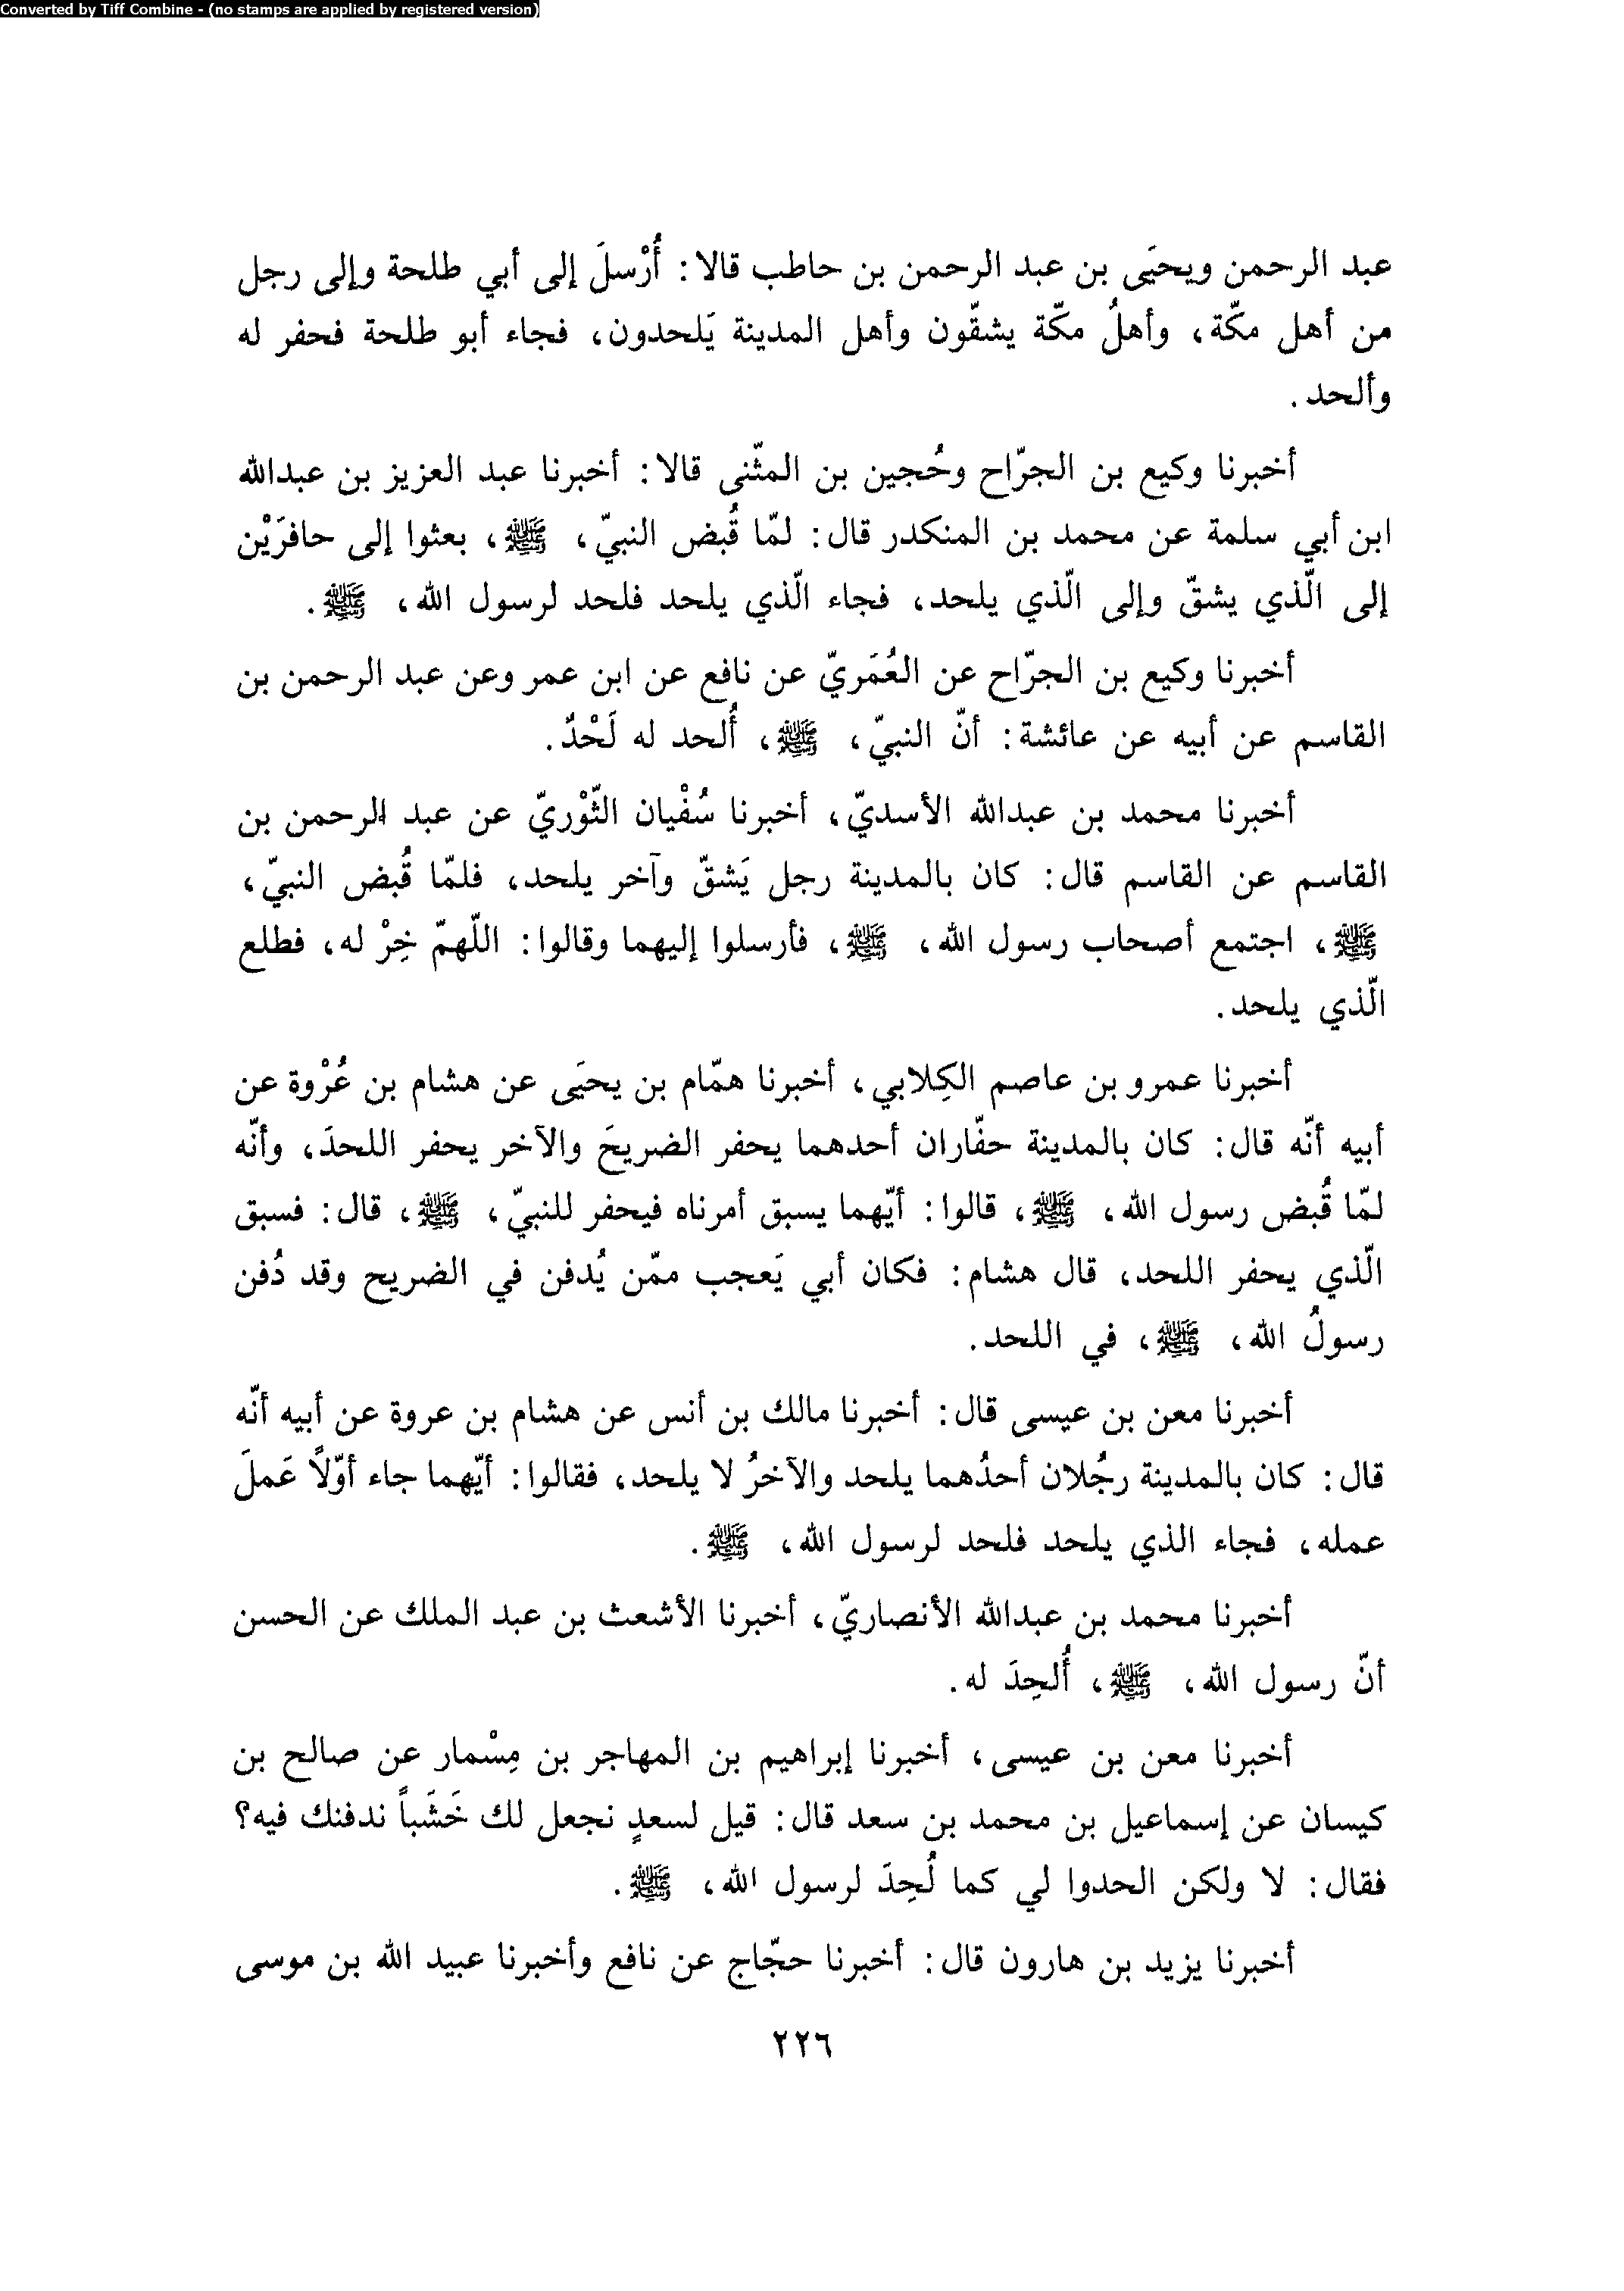 Converted by Tiff Combine - (no stamps are applied by registered version)
عبد الرحمن ويحيَى بن عبد الرحمن بن حاطب قالا: أُرْسلَ إلى أبي طلحة وإلى رجل
من أهل مكّة، وأهلُ مكّة يشقّون وأهل المدينة يَلحدون، فجاء أبو طلحة فحفر له
وألحد.
أخبرنا وكيع بن الجرّاح وحُجين بن المثّنى قالا: أخبرنا عبد العزيز بن عبدالله
ابن أبي سلمة عن محمد بن المنكدر قال: لمّا قُبض النبيّ، ﷺ، بعثوا إلى حافرَيْن
إلى الّذي يشقّ وإلى الّذي يلحد، فجاء الّذي يلحد فلحد لرسول الله، ﷺ.
أخبرنا وكيع بن الجرّاح عن العُمَريّ عن نافع عن ابن عمر وعن عبد الرحمن بن
القاسم عن أبيه عن عائشة: أنّ النبيّ، ﷺ، أُلحد له لَحْدٌ.
أخبرنا محمد بن عبدالله الأسديّ، أخبرنا سُفْيان الثّوْريّ عن عبد الرحمن بن
القاسم عن القاسم قال: كان بالمدينة رجل يَشقّ وآخر يلحد، فلمّا قُبض النبيّ،
ﷺ، اجتمع أصحاب رسول الله، ﷺ، فأرسلوا إليهما وقالوا: اللّهمّ خِرْ له، فطلع
الّذي يلحد.
أخبرنا عمرو بن عاصم الكِلابي، أخبرنا همّام بن يحيَى عن هشام بن عُرْوة عن
أبيه أنّه قال: كان بالمدينة حفّاران أحدهما يحفر الضريحَ والآخر يحفر اللحدَ، وأنّه
لمّا قُبض رسول الله، ﷺ، قالوا: أيّهما يسبق أمرناه فيحفر للنبيّ، ﷺ، قال: فسبق
الّذي يحفر اللحد، قال هشام: فكان أبي يَعجب ممّن يُدفن في الضريح وقد دُفن
رسولُ الله، ﷺ، في اللحد.
أخبرنا معن بن عيسى قال: أخبرنا مالك بن أنس عن هشام بن عروة عن أبيه أنّه
قال: كان بالمدينة رجُلان أحدُهما يلحد والآخرُ لا يلحد، فقالوا: أيّهما جاء أوّلاً عَملَ
عمله، فجاء الذي يلحد فلحد لرسول الله، ﷺ.
أخبرنا محمد بن عبدالله الأنصاريّ، أخبرنا الأشعث بن عبد الملك عن الحسن
أنّ رسول الله، ﷺ، أُلحِدَ له.
أخبرنا معن بن عيسى، أخبرنا إبراهيم بن المهاجر بن مِسْمار عن صالح بن
كيسان عن إسماعيل بن محمد بن سعد قال: قيل لسعدٍ نجعل لك خَشَباً ندفنك فيه؟
فقال: لا ولكن الحدوا لي كما لُحِدَ لرسول الله، ﷺ.
أخبرنا يزيد بن هارون قال: أخبرنا حجّاج عن نافع وأخبرنا عبيد الله بن موسى
٢٢٦